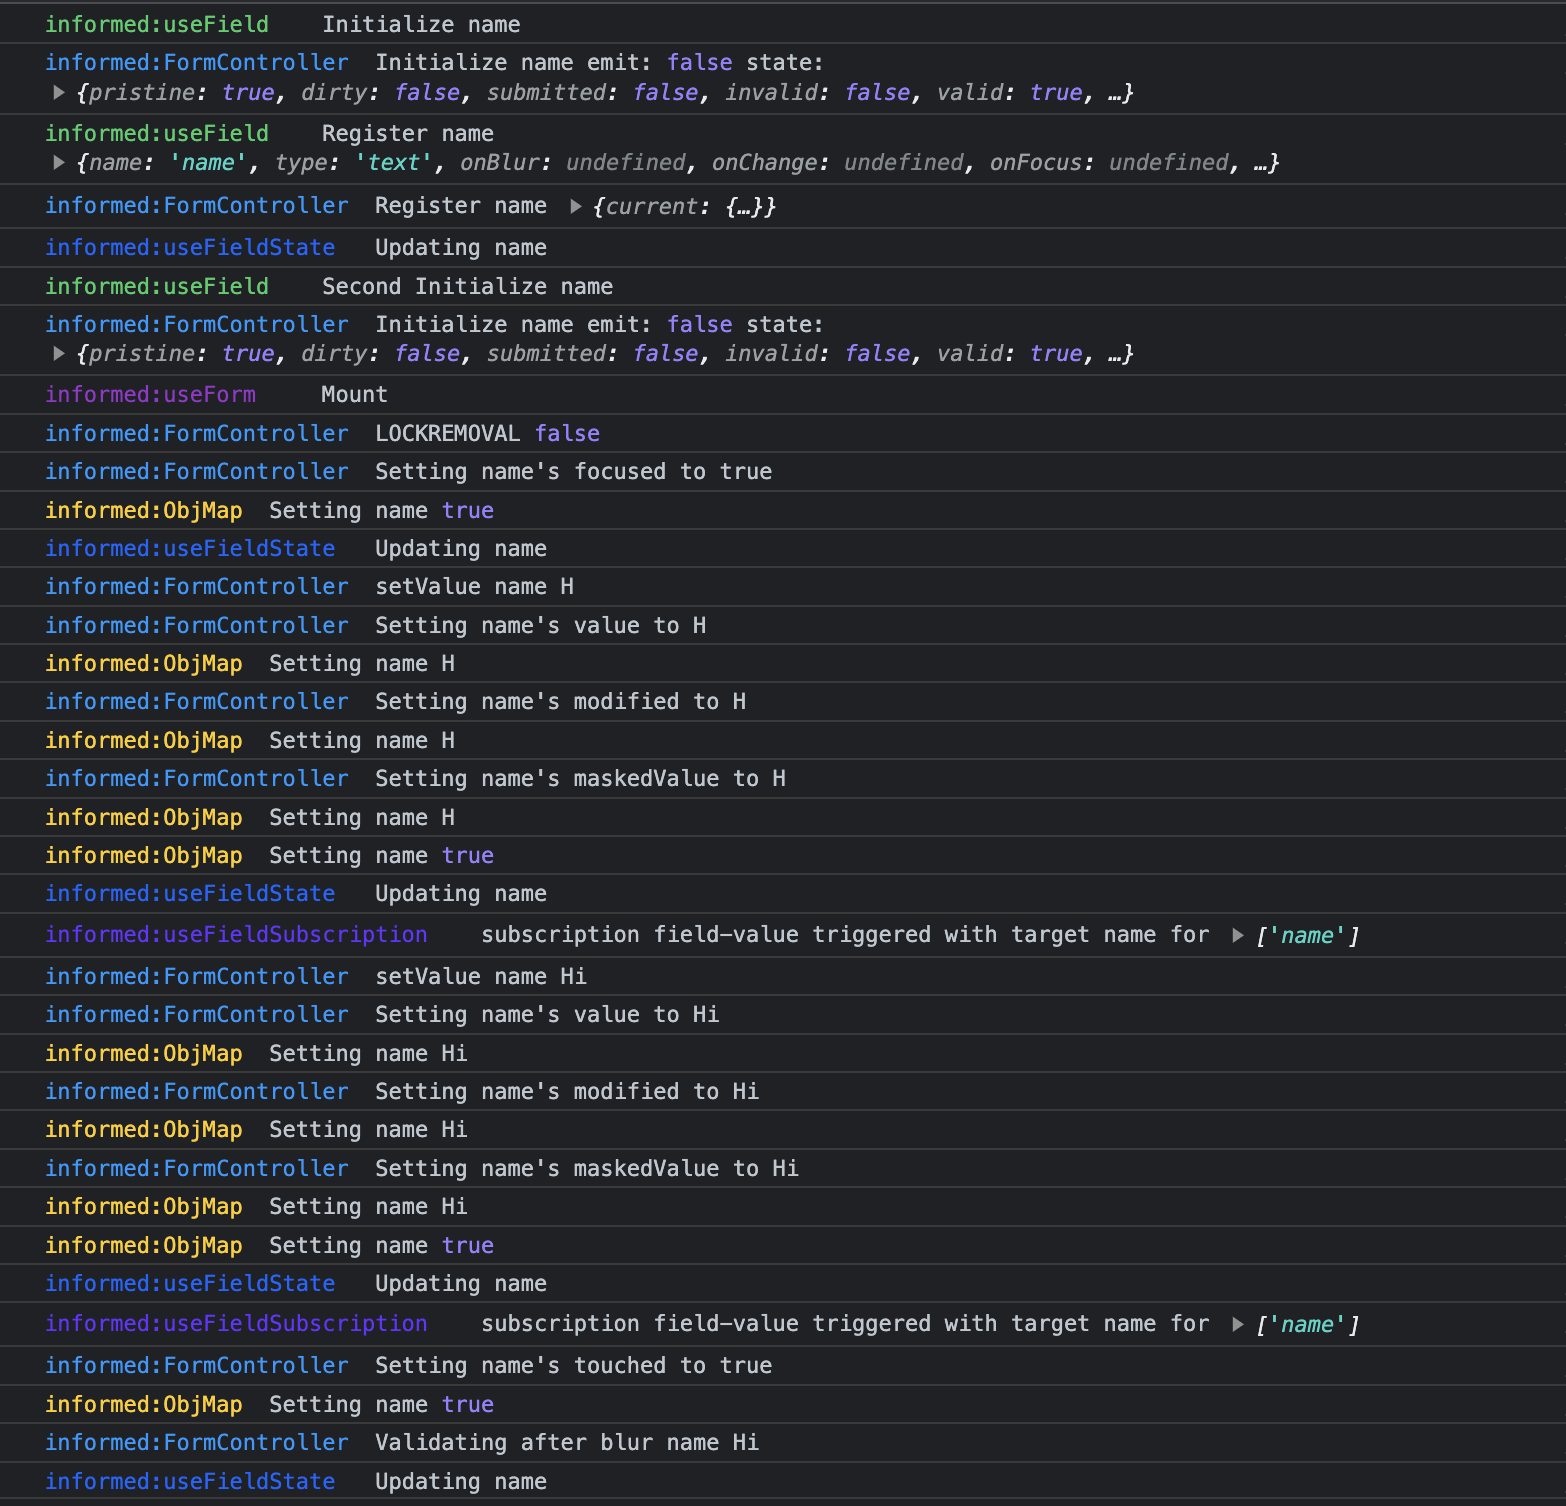 informed:useField    Initialize name
informed:FormController  Initialize name emit: false state:
▶ {pristine: true, dirty: false, submitted: false, invalid: false, valid: true, …}
informed:useField    Register name
▶ {name: 'name', type: 'text', onBlur: undefined, onChange: undefined, onFocus: undefined, …}
informed:FormController  Register name  ▶ {current: {…}}
informed:useFieldState   Updating name
informed:useField    Second Initialize name
informed:FormController  Initialize name emit: false state:
▶ {pristine: true, dirty: false, submitted: false, invalid: false, valid: true, …}
informed:useForm     Mount
informed:FormController  LOCKREMOVAL false
informed:FormController  Setting name's focused to true
informed:ObjMap  Setting name true
informed:useFieldState   Updating name
informed:FormController  setValue name H
informed:FormController  Setting name's value to H
informed:ObjMap  Setting name H
informed:FormController  Setting name's modified to H
informed:ObjMap  Setting name H
informed:FormController  Setting name's maskedValue to H
informed:ObjMap  Setting name H
informed:ObjMap  Setting name true
informed:useFieldState   Updating name
informed:useFieldSubscription    subscription field-value triggered with target name for  ▶ ['name']
informed:FormController  setValue name Hi
informed:FormController  Setting name's value to Hi
informed:ObjMap  Setting name Hi
informed:FormController  Setting name's modified to Hi
informed:ObjMap  Setting name Hi
informed:FormController  Setting name's maskedValue to Hi
informed:ObjMap  Setting name Hi
informed:ObjMap  Setting name true
informed:useFieldState   Updating name
informed:useFieldSubscription    subscription field-value triggered with target name for  ▶ ['name']
informed:FormController  Setting name's touched to true
informed:ObjMap  Setting name true
informed:FormController  Validating after blur name Hi
informed:useFieldState   Updating name